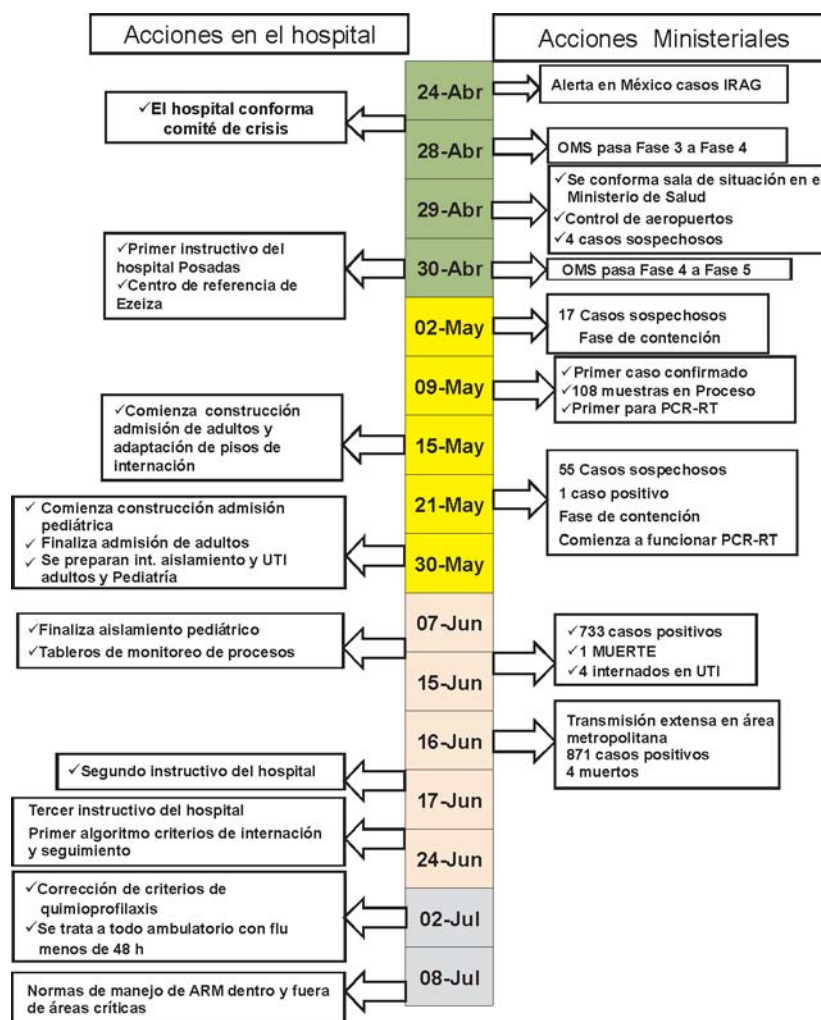 Acciones en el hospital
Acciones Ministeriales
24-Abr
Alerta en México casos IRAG
✓El hospital conforma
comité de crisis
28-Abr
OMS pasa Fase 3 a Fase 4
29-Abr
✓Se conforma sala de situación en el
Ministerio de Salud
✓Control de aeropuertos
✓4 casos sospechosos
✓Primer instructivo del
hospital Posadas
✓Centro de referencia de
Ezeiza
30-Abr
OMS pasa Fase 4 a Fase 5
02-May
17 Casos sospechosos
Fase de contención
09-May
✓Primer caso confirmado
✓108 muestras en Proceso
✓Primer para PCR-RT
✓Comienza construcción
admisión de adultos y
adaptación de pisos de
internación
15-May
21-May
55 Casos sospechosos
1 caso positivo
Fase de contención
Comienza a funcionar PCR-RT
✓ Comienza construcción admisión
pediátrica
✓ Finaliza admisión de adultos
✓ Se preparan int. aislamiento y UTI
adultos y Pediatría
30-May
07-Jun
✓Finaliza aislamiento pediátrico
✓Tableros de monitoreo de procesos
✓733 casos positivos
✓1 MUERTE
✓4 internados en UTI
15-Jun
16-Jun
Transmisión extensa en área
metropolitana
871 casos positivos
4 muertos
✓Segundo instructivo del hospital
17-Jun
Tercer instructivo del hospital
Primer algoritmo criterios de internación
y seguimiento
24-Jun
✓Corrección de criterios de
quimioprofilaxis
✓Se trata a todo ambulatorio con flu
menos de 48 h
02-Jul
08-Jul
Normas de manejo de ARM dentro y fuera
de áreas críticas